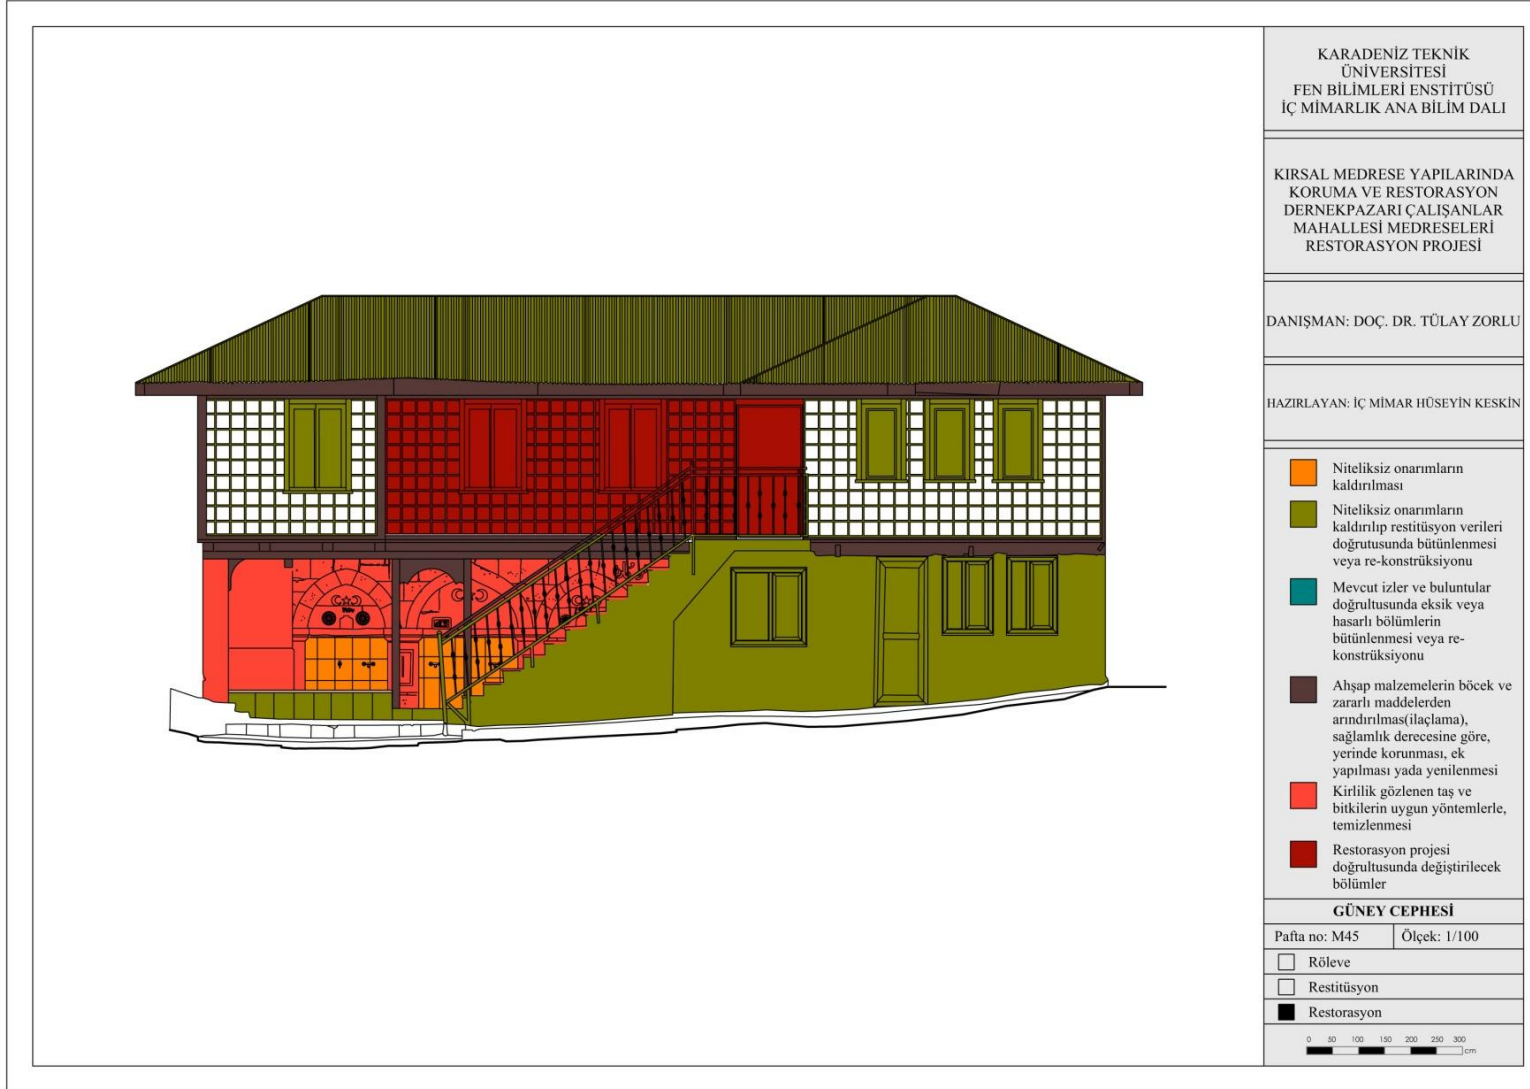 KARADENİZ TEKNİK
ÜNİVERSİTESİ
FEN BİLİMLERİ ENSTİTÜSÜ
İÇ MİMARLIK ANA BİLİM DALI
KIRSAL MEDRESE YAPILARINDA
KORUMA VE RESTORASYON
DERNEKPAZARI ÇALIŞANLAR
MAHALLESİ MEDRESELERİ
RESTORASYON PROJESİ
DANIŞMAN: DOÇ. DR. TÜLAY ZORLU
HAZIRLAYAN: İÇ MİMAR HÜSEYİN KESKİN
Niteliksiz onarımların
kaldırılması
Niteliksiz onarımların
kaldırılıp restitüsyon verileri
doğrutusunda bütünlenmesi
veya re-konstrüksiyonu
Mevcut izler ve buluntular
doğrultusunda eksik veya
hasarlı bölümlerin
bütünlenmesi veya re-
konstrüksiyonu
Ahşap malzemelerin böcek ve
zararlı maddelerden
arındırılmas(ilaçlama),
sağlamlık derecesine göre,
yerinde korunması, ek
yapılması yada yenilenmesi
Kirlilik gözlenen taş ve
bitkilerin uygun yöntemlerle,
temizlenmesi
Restorasyon projesi
doğrultusunda değiştirilecek
bölümler
GÜNEY CEPHESİ
Pafta no: M45 Ölçek: 1/100
Röleve
Restitüsyon
Restorasyon
0 50 100 150 200 250 300
cm